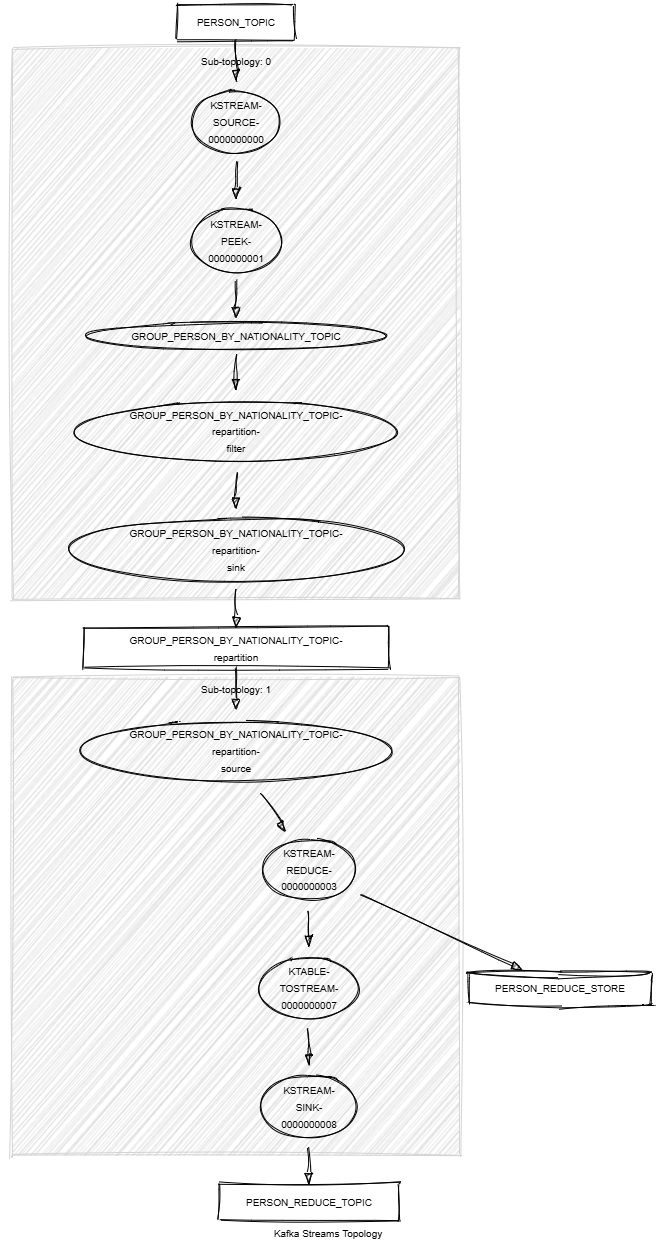 PERSON_TOPIC
Sub-topology: 0
KSTREAM-
SOURCE-
0000000000
KSTREAM-
PEEK-
0000000001
GROUP_PERSON_BY_NATIONALITY_TOPIC
GROUP_PERSON_BY_NATIONALITY_TOPIC-
repartition-
filter
GROUP_PERSON_BY_NATIONALITY_TOPIC-
repartition-
sink
GROUP_PERSON_BY_NATIONALITY_TOPIC-
repartition
Sub-topology: 1
GROUP_PERSON_BY_NATIONALITY_TOPIC-
repartition-
source
KSTREAM-
REDUCE-
0000000003
KTABLE-
TOSTREAM-
0000000007
PERSON_REDUCE_STORE
KSTREAM-
SINK-
0000000008
PERSON_REDUCE_TOPIC
Kafka Streams Topology